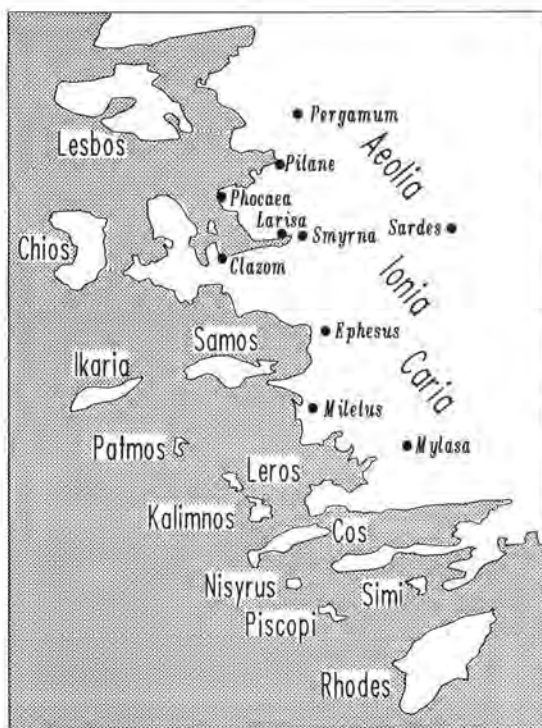 Lesbos
Pergamum
Aeolia
Pilane
Phocaea
Larisa
Smyrna
Sardes
Chios
Clazom
Ionia
Ephesus
Samos
Ikaria
Caria
Miletus
Patmos
Mylasa
Leros
Kalimnos
Cos
Nisyrus
Simi
Piscopi
Rhodes